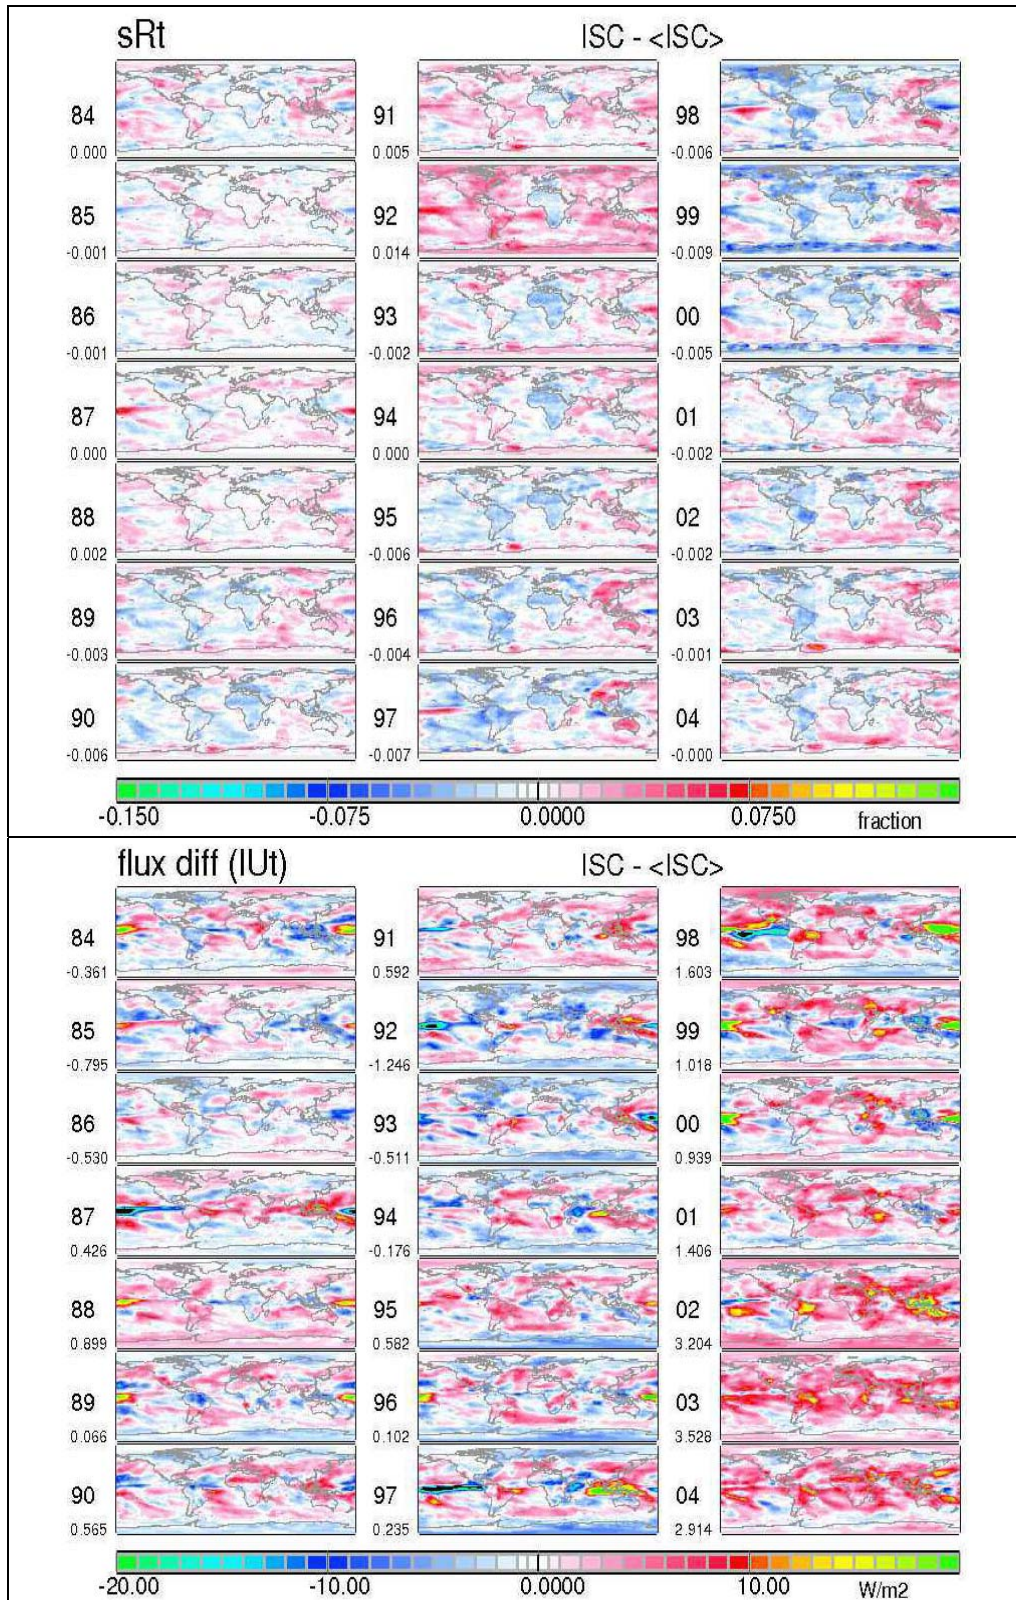 sRt ISC - <ISC>
84 91 98
0.000 0.005 -0.006
85 92 99
-0.001 0.014 -0.009
86 93 00
-0.001 -0.002 -0.005
87 94 01
0.000 0.000 -0.002
88 95 02
0.002 -0.006 -0.002
89 96 03
-0.003 -0.004 -0.001
90 97 04
-0.006 -0.007 -0.000
-0.150 -0.075 0.0000 0.0750 fraction
flux diff (IUt) ISC - <ISC>
84 91 98
-0.361 0.592 1.603
85 92 99
-0.795 -1.246 1.018
86 93 00
-0.530 -0.511 0.939
87 94 01
0.426 -0.176 1.406
88 95 02
0.899 0.582 3.204
89 96 03
0.066 0.102 3.528
90 97 04
0.565 0.235 2.914
-20.00 -10.00 0.0000 10.00 W/m2